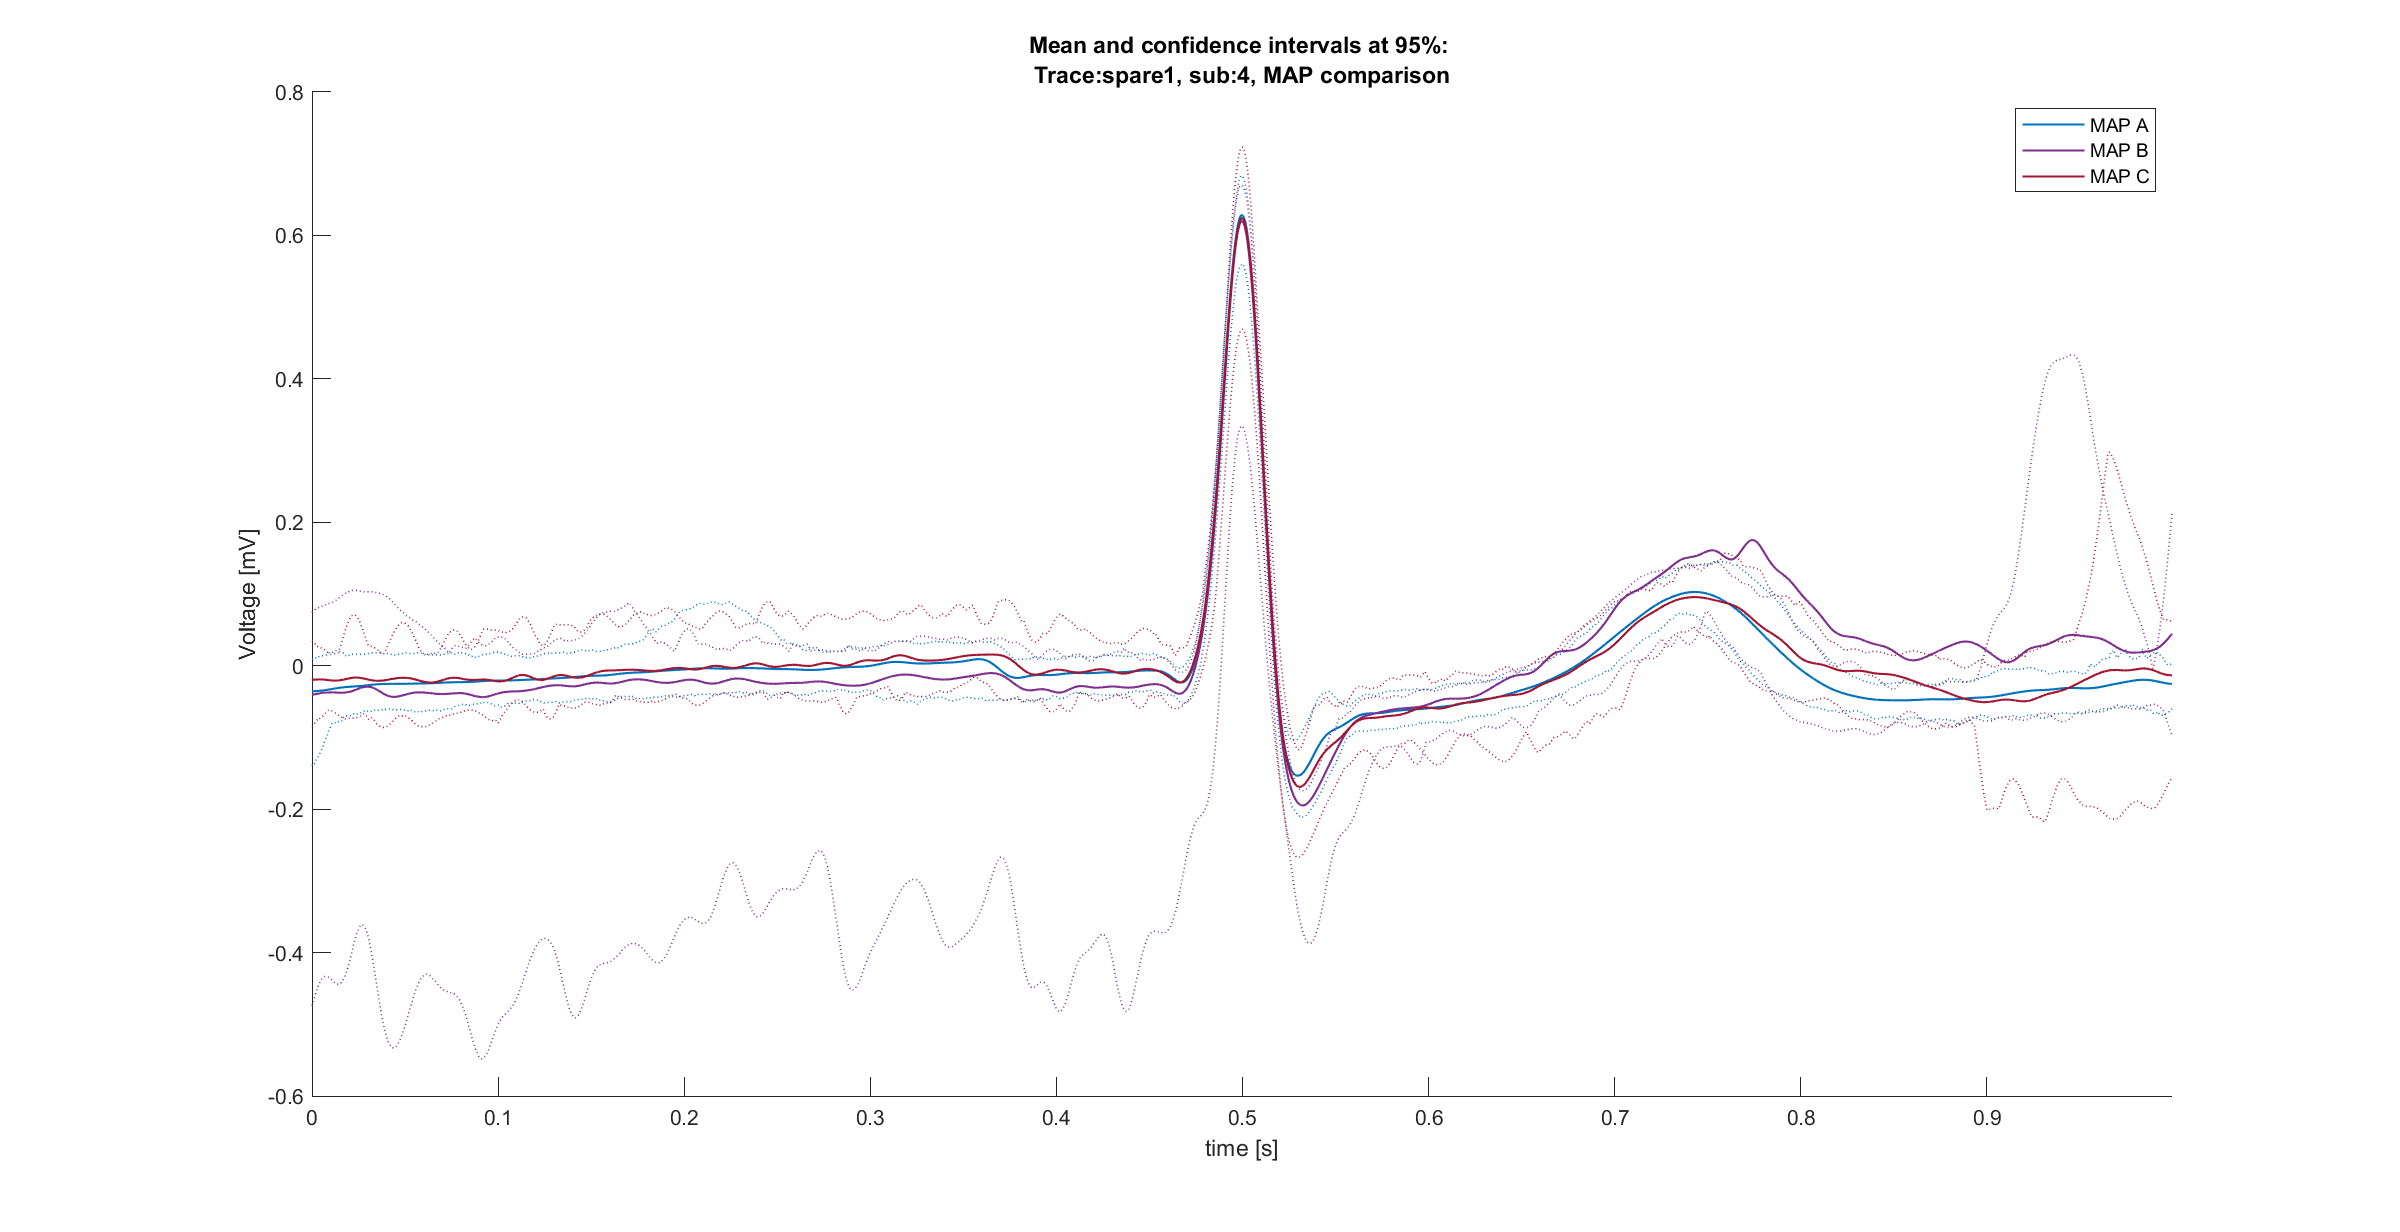 Mean and confidence intervals at 95%:
Trace:spare1, sub:4, MAP comparison
0.8
0.6
0.4
0.2
0
-0.2
-0.4
-0.6
Voltage [mV]
MAP A
MAP B
MAP C
0 0.1 0.2 0.3 0.4 0.5 0.6 0.7 0.8 0.9
time [s]